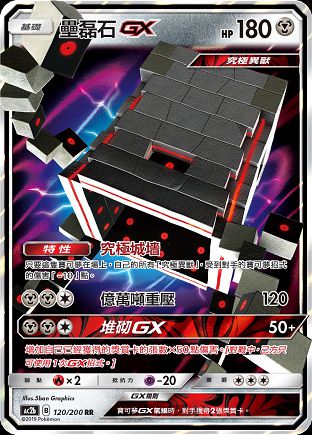 基礎 壘磊石GX HP 180
究極異獸
特性 究極城牆
只要這隻寶可夢在場上,自己的所有「究極異獸」,受到對手的寶可夢招式
的傷害「-10」點。
億萬噸重壓 120
堆砌GX 50+
增加自己已經獲得的獎賞卡的張數×50點傷害。[對戰中,己方只
可使用1次GX招式。]
弱點 ×2 抵抗力 -20 撤退
Illus.5ban Graphics
GX規則
ac2b B 120/200 RR
©2019 Pokémon
寶可夢GX氣絕時,對手獲得2張獎賞卡。